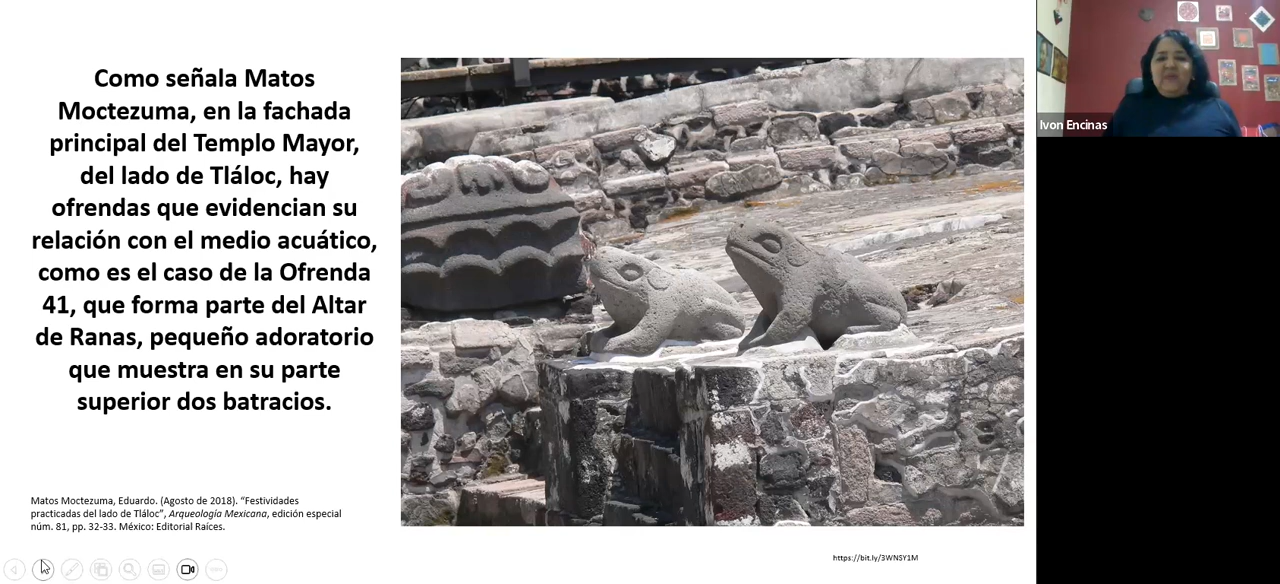 Como señala Matos
Moctezuma, en la fachada
principal del Templo Mayor,
del lado de Tláloc, hay
ofrendas que evidencian su
relación con el medio acuático,
como es el caso de la Ofrenda
41, que forma parte del Altar
de Ranas, pequeño adoratorio
que muestra en su parte
superior dos batracios.
Matos Moctezuma, Eduardo. (Agosto de 2018). “Festividades
practicadas del lado de Tláloc”, Arqueología Mexicana, edición especial
núm. 81, pp. 32-33. México: Editorial Raíces.
https://bit.ly/3WNSY1M
Ivon Encinas